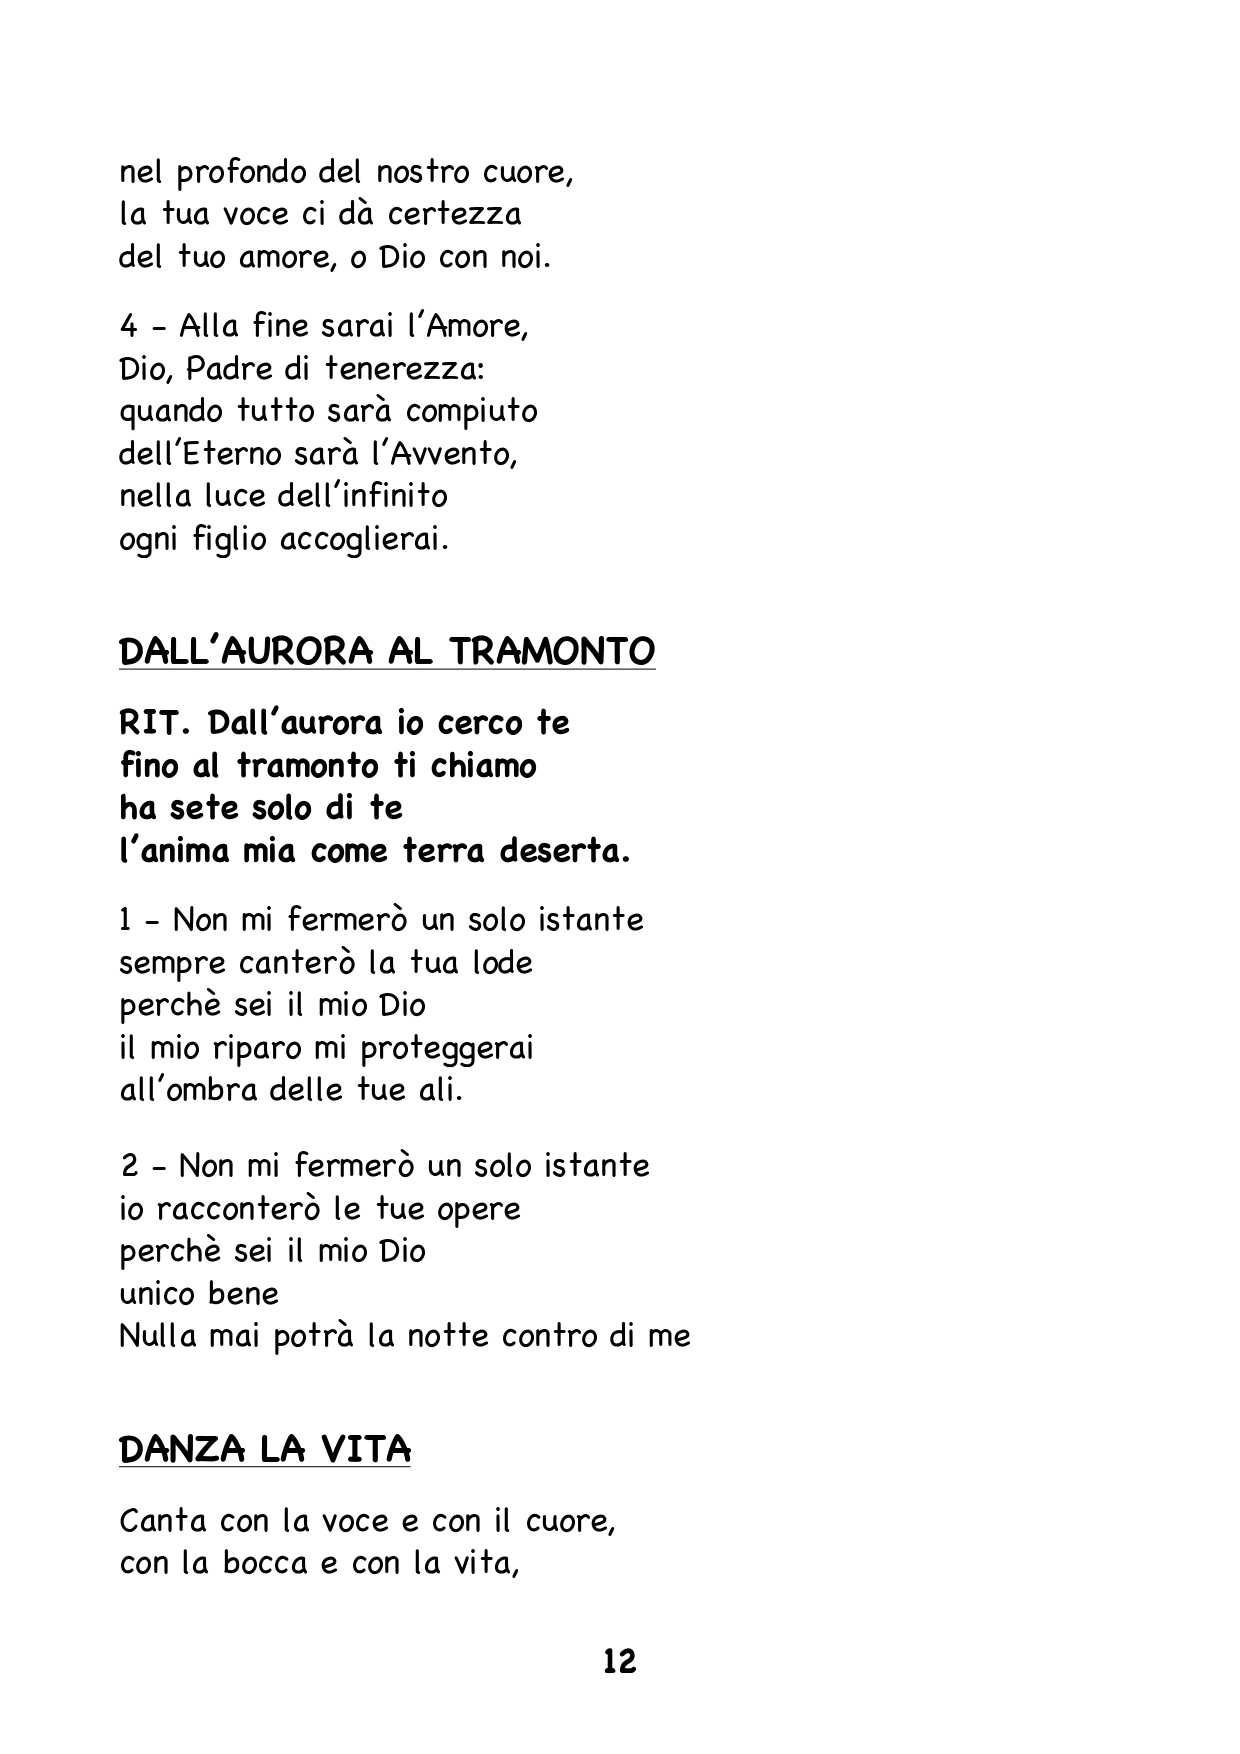 nel profondo del nostro cuore,
la tua voce ci dà certezza
del tuo amore, o Dio con noi.
4 – Alla fine sarai l'Amore,
Dio, Padre di tenerezza:
quando tutto sarà compiuto
dell'Eterno sarà l'Avvento,
nella luce dell'infinito
ogni figlio accoglierai.
DALL'AURORA AL TRAMONTO
RIT. Dall'aurora io cerco te
fino al tramonto ti chiamo
ha sete solo di te
l'anima mia come terra deserta.
1 – Non mi fermerò un solo istante
sempre canterò la tua lode
perchè sei il mio Dio
il mio riparo mi proteggerai
all'ombra delle tue ali.
2 – Non mi fermerò un solo istante
io racconterò le tue opere
perchè sei il mio Dio
unico bene
Nulla mai potrà la notte contro di me
DANZA LA VITA
Canta con la voce e con il cuore,
con la bocca e con la vita,
12